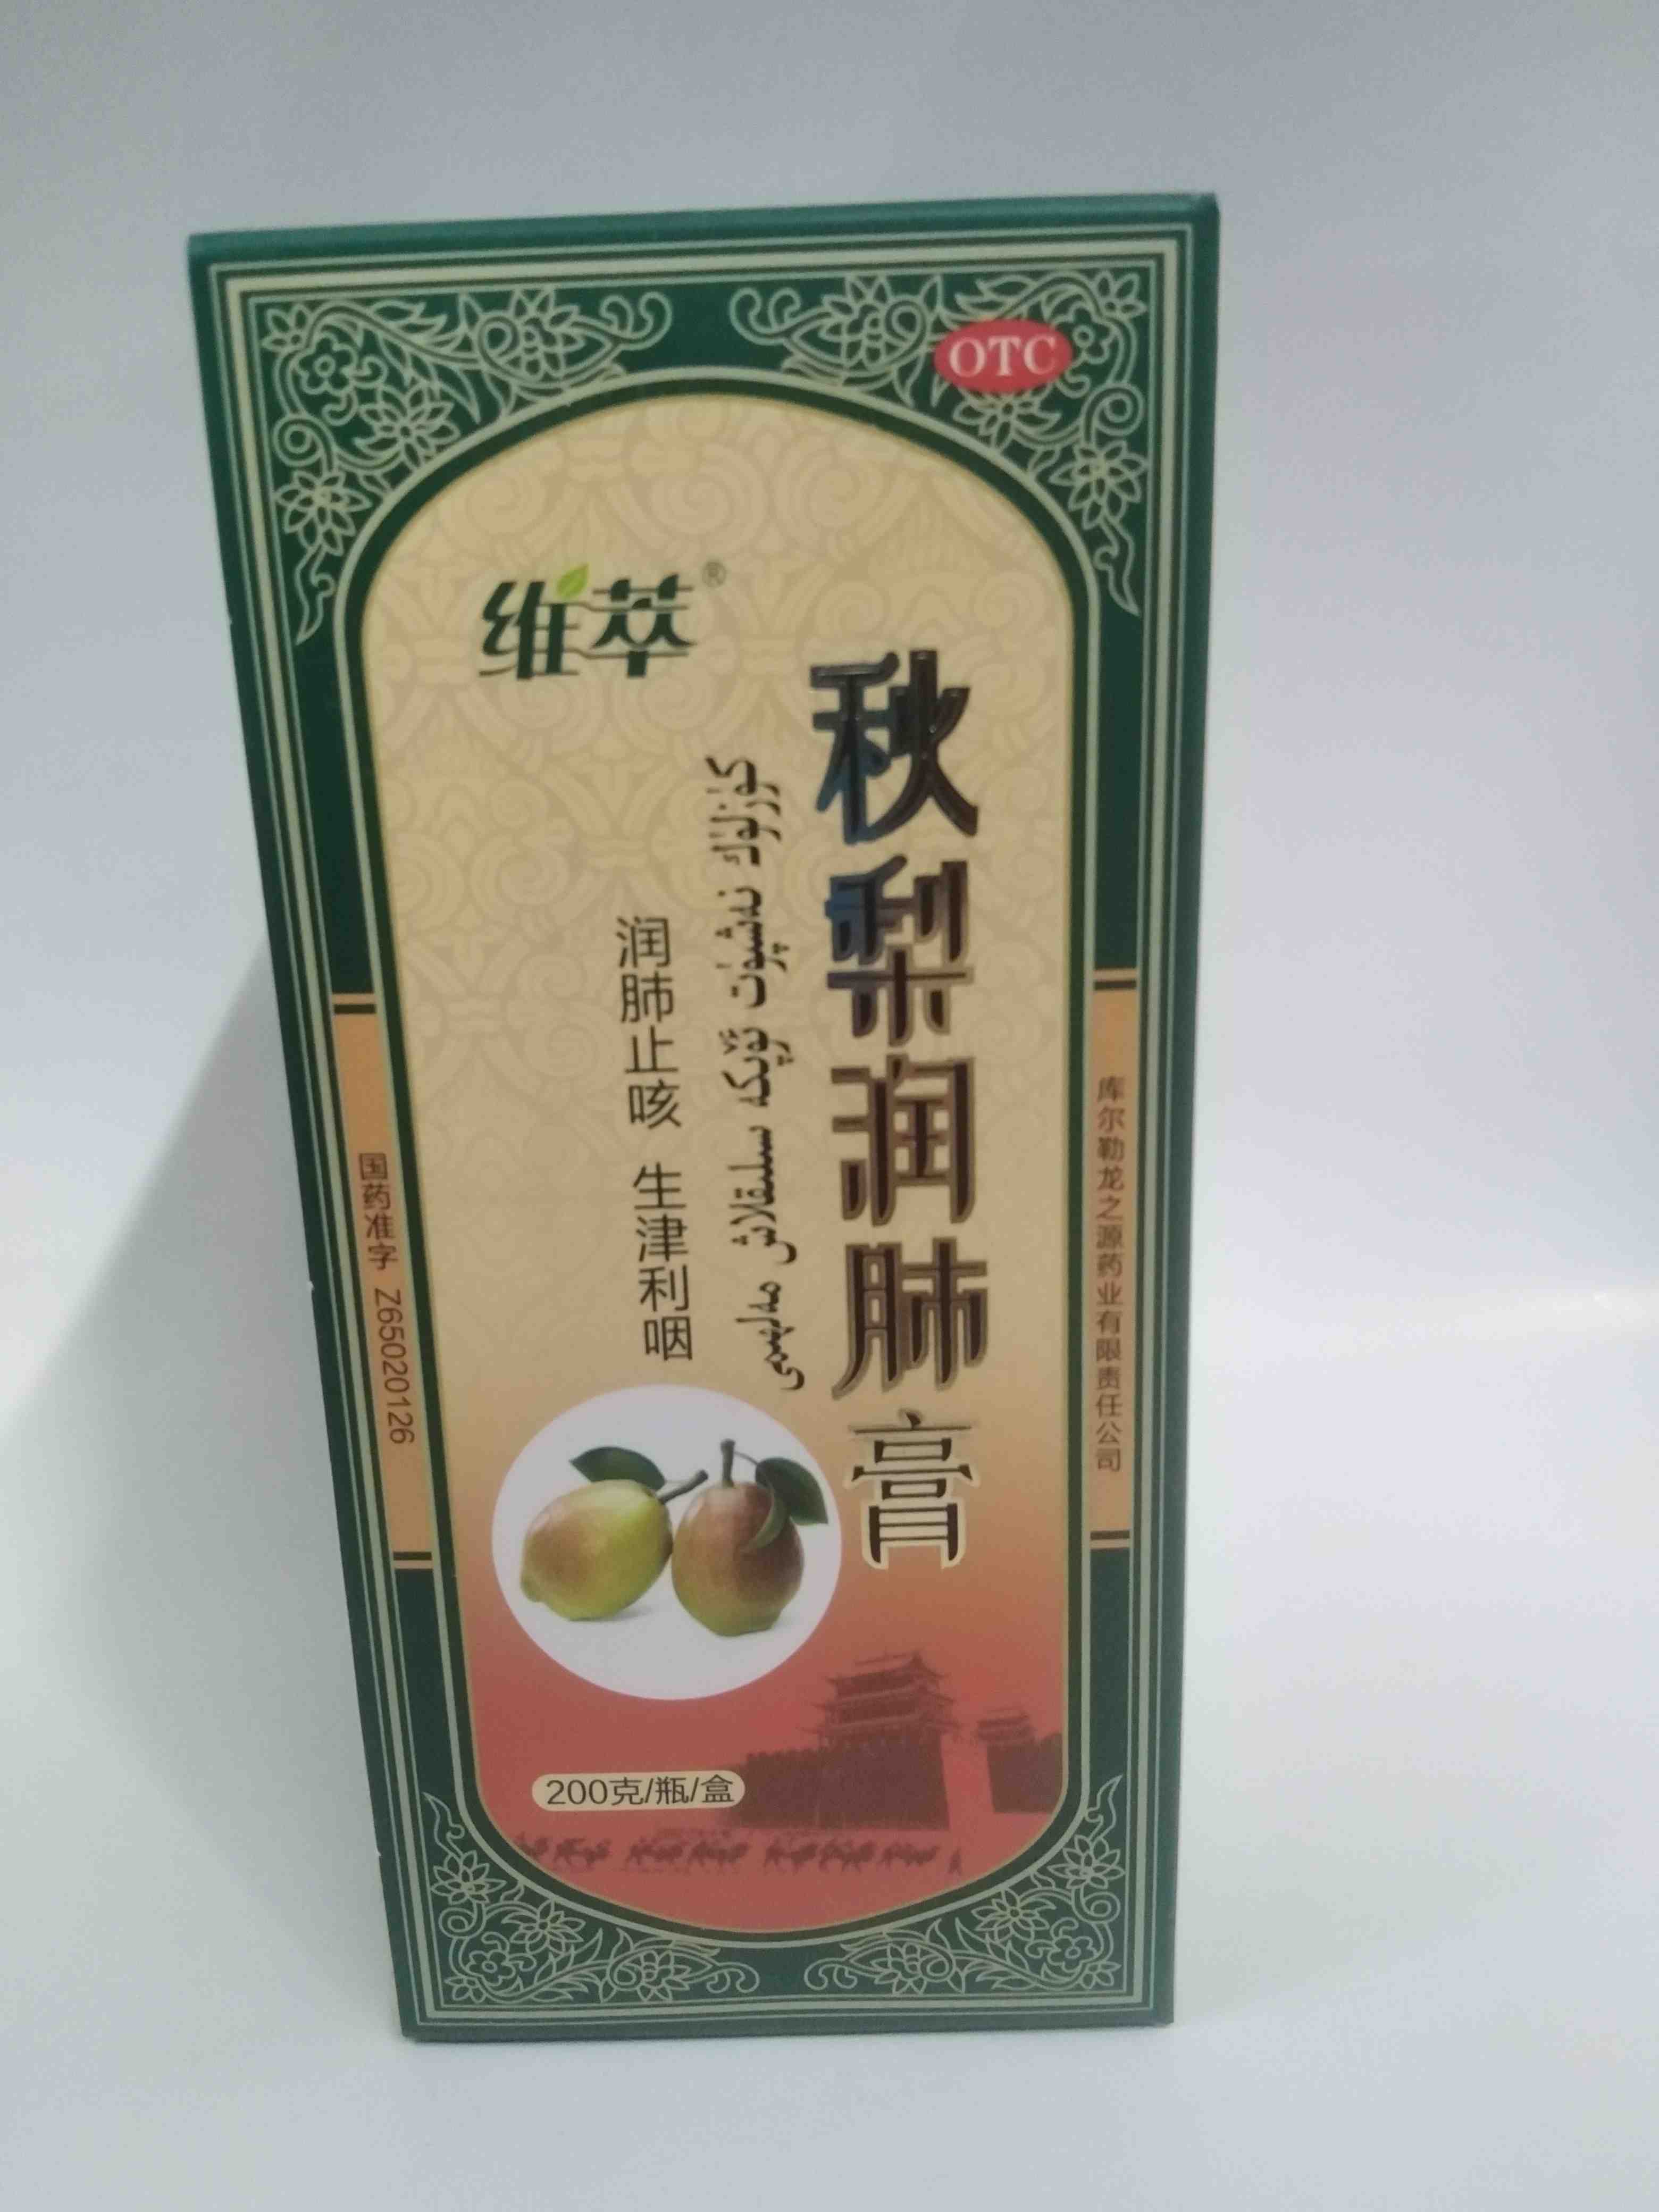 OTC
维萃®
秋梨润肺膏
كۈزلۈك نەشپۈت ئۆپكە سىلىقلاش مەلھىمى
润肺止咳 生津利咽
国药准字 Z65020126
库尔勒龙之源药业有限责任公司
200克/瓶/盒